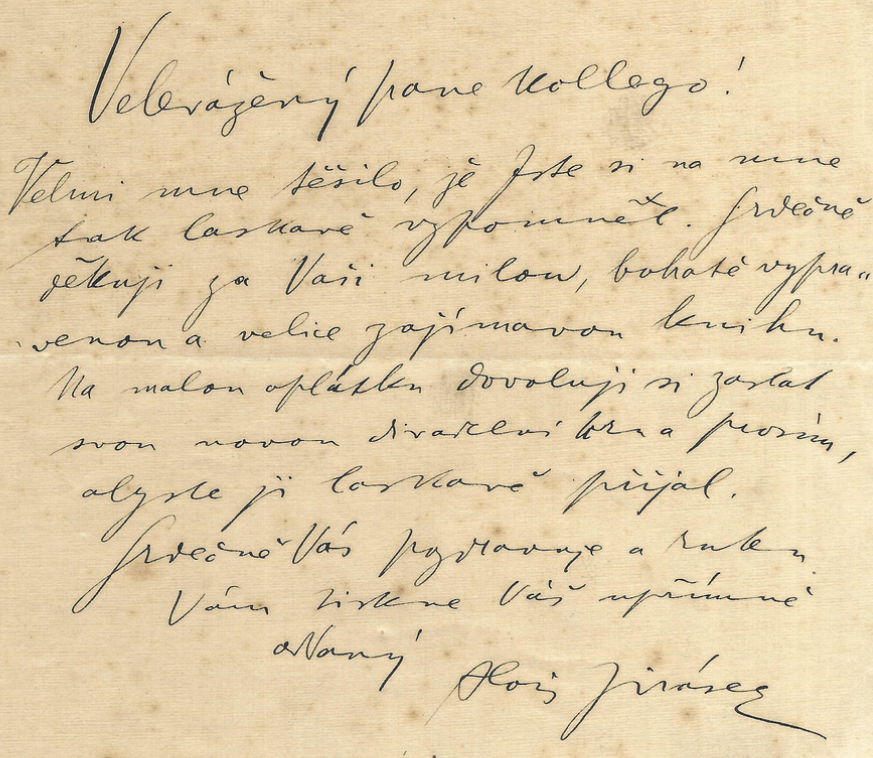 Velevážený pane kollego!
Velmi mne těšilo, že jste si na mne
tak laskavě vzpomněl. Srdečně
děkuji za Vaši milou, bohatě vypra-
venou a velice zajímavou knihu.
Na malou oplátku dovoluji si zaslat
svou novou divadelní hru a prosím,
abyste ji laskavě přijal.
Srdečně Vás pozdravuje a ruku
Vám tiskne Váš upřímně
oddaný
Alois Jirásek